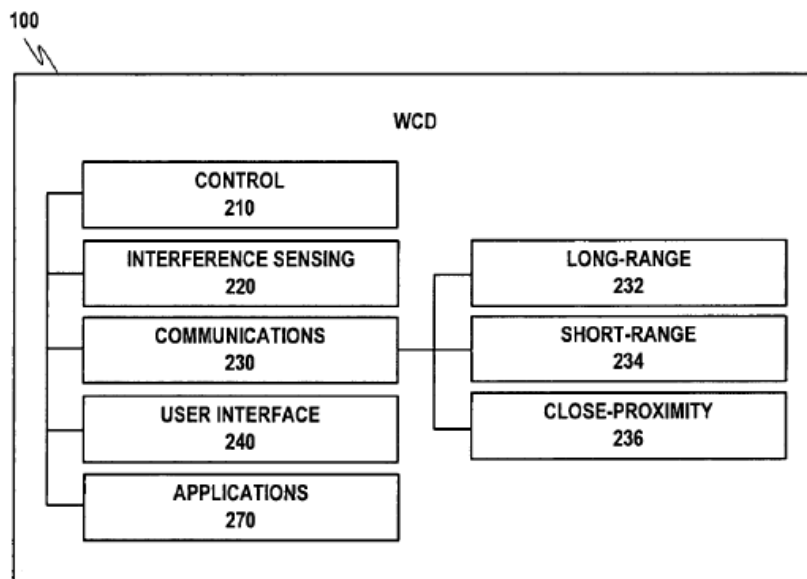 100
WCD
CONTROL
210
INTERFERENCE SENSING
220
COMMUNICATIONS
230
USER INTERFACE
240
APPLICATIONS
270
LONG-RANGE
232
SHORT-RANGE
234
CLOSE-PROXIMITY
236